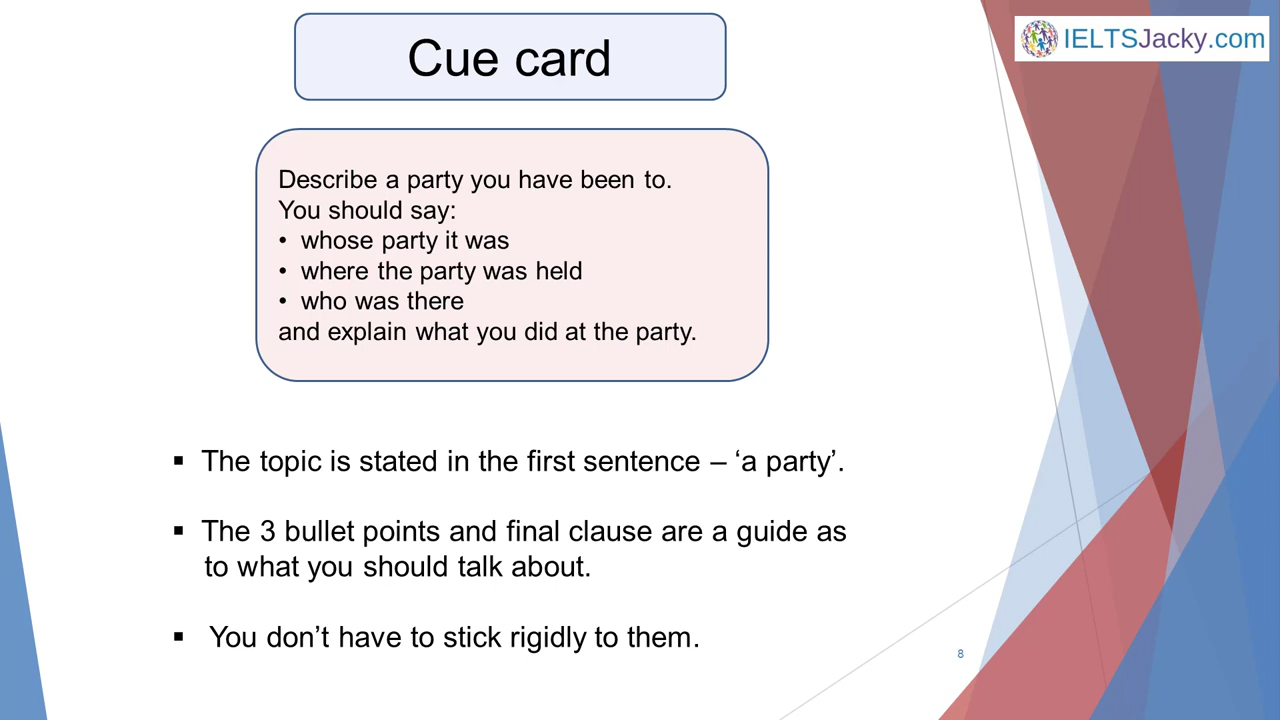 IELTSJacky.com
Cue card
Describe a party you have been to.
You should say:
• whose party it was
• where the party was held
• who was there
and explain what you did at the party.
▪ The topic is stated in the first sentence – ‘a party’.
▪ The 3 bullet points and final clause are a guide as
to what you should talk about.
▪ You don’t have to stick rigidly to them.
8